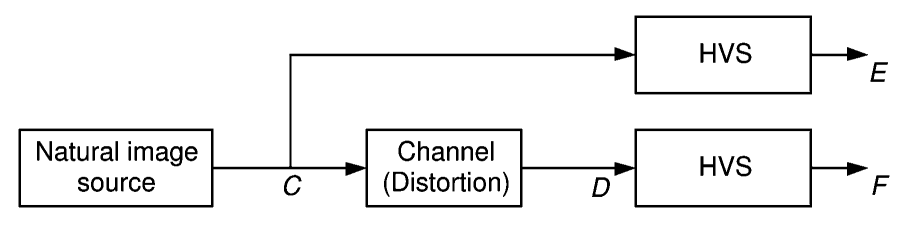 HVS
E
Natural image
source
C
Channel
(Distortion)
D
HVS
F